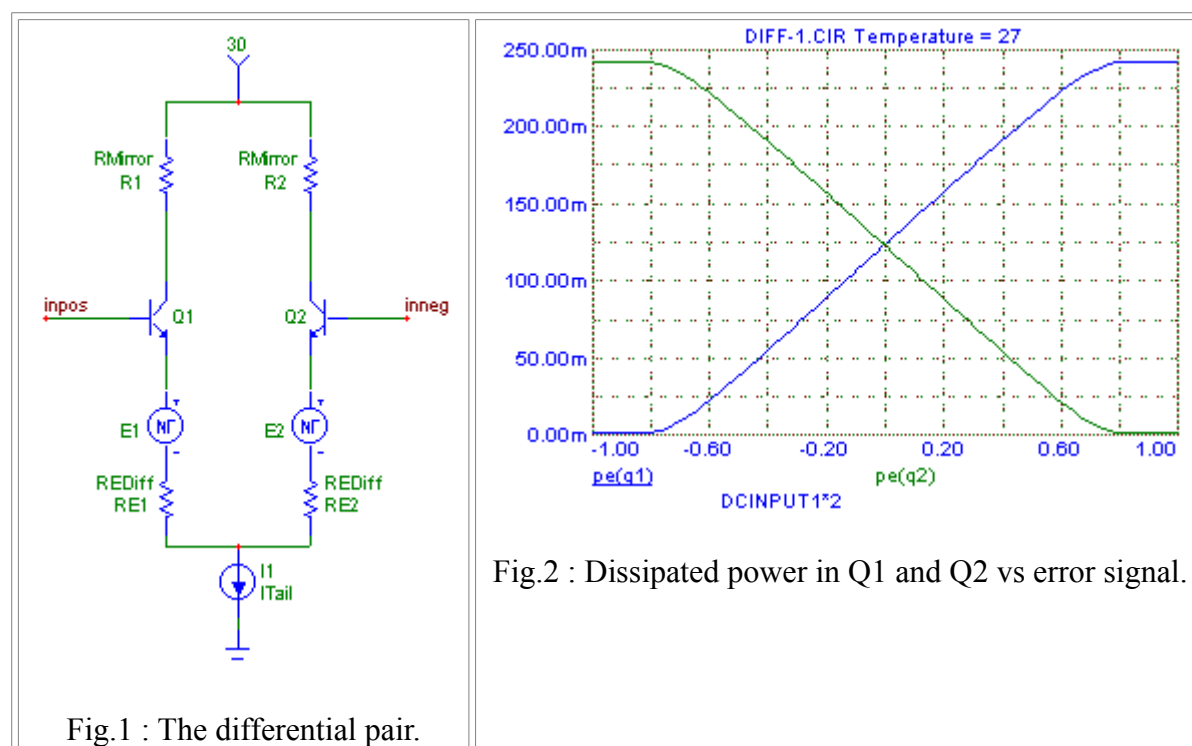 30
RMirror
R1
RMirror
R2
inpos
Q1
Q2
inneg
E1
NF
E2
NF
REDiff
RE1
REDiff
RE2
I1
ITail
Fig.1 : The differential pair.
DIFF-1.CIR Temperature = 27
250.00m
200.00m
150.00m
100.00m
50.00m
0.00m
-1.00 -0.60 -0.20 0.20 0.60 1.00
pe(q1) pe(q2)
DCINPUT1*2
Fig.2 : Dissipated power in Q1 and Q2 vs error signal.